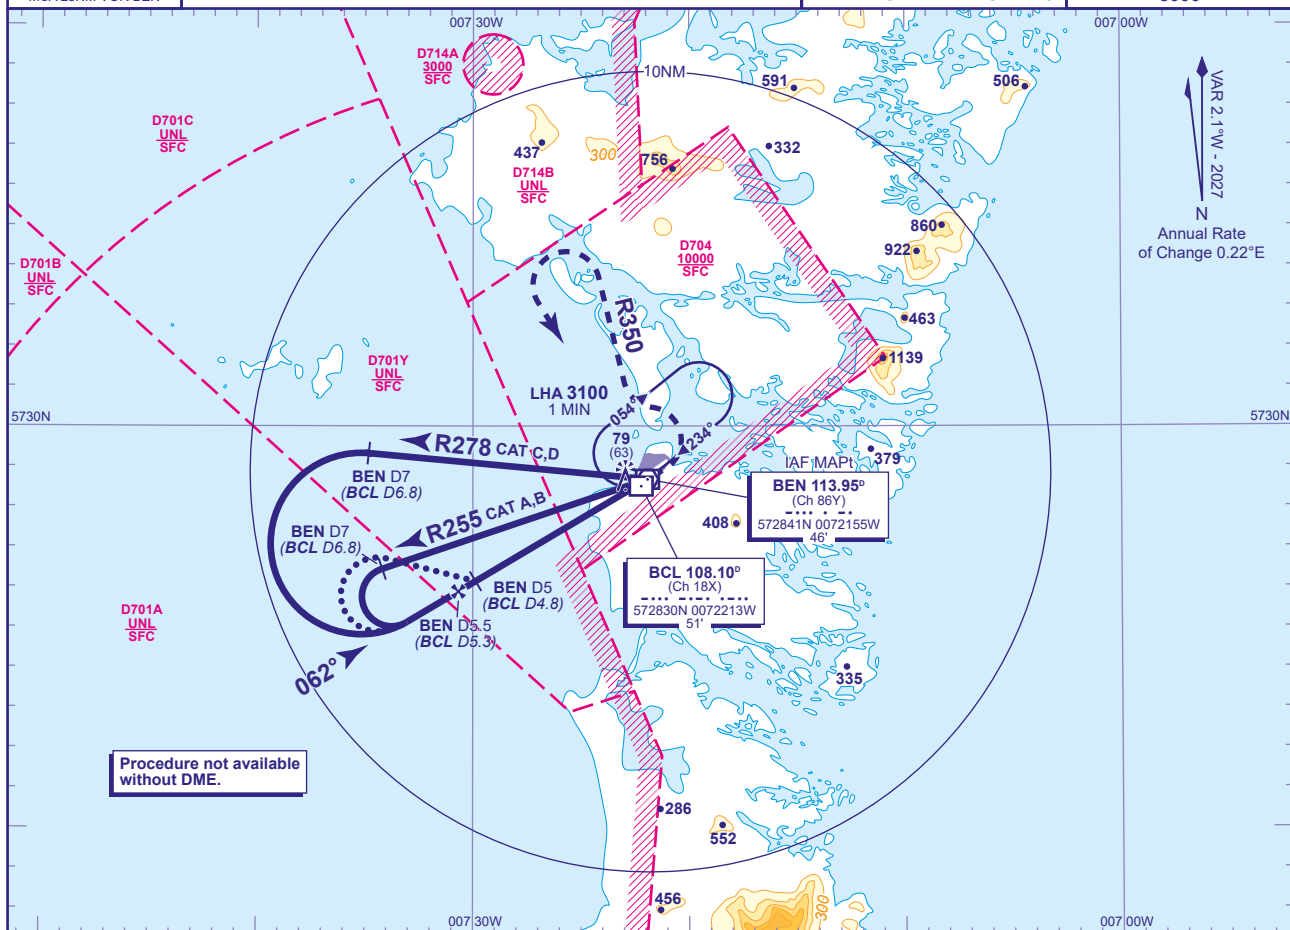 007 30W
007 00W
D714A
3000
SFC
10NM
591
506
VAR 2.1°W - 2027
N
Annual Rate
of Change 0.22°E
D701C
UNL
SFC
437
300
756
332
D714B
UNL
SFC
860
922
D704
10000
SFC
D701B
UNL
SFC
463
R350
1139
D701Y
UNL
SFC
LHA 3100
1 MIN
054°
234°
5730N
5730N
79
(63)
R278 CAT C,D
379
BEN D7
(BCL D6.8)
IAF MAPt
BEN 113.95ᴰ
(Ch 86Y)
572841N 0072155W
46'
R255 CAT A,B
408
BEN D7
(BCL D6.8)
BCL 108.10ᴰ
(Ch 18X)
572830N 0072213W
51'
BEN D5
(BCL D4.8)
D701A
UNL
SFC
BEN D5.5
(BCL D5.3)
062°
335
Procedure not available
without DME.
286
552
456
300
007 30W
007 00W